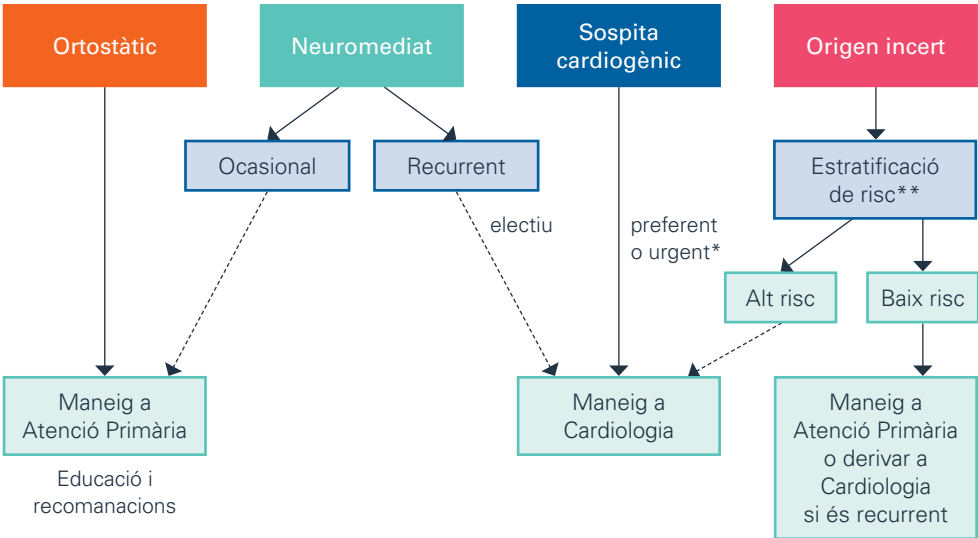 Ortostàtic
Neuromediat
Sospita
cardiogènic
Origen incert
Ocasional
Recurrent
Estratificació
de risc**
electiu
preferent
o urgent*
Alt risc
Baix risc
Maneig a
Atenció Primària
Educació i
recomanacions
Maneig a
Cardiologia
Maneig a
Atenció Primària
o derivar a
Cardiologia
si és recurrent